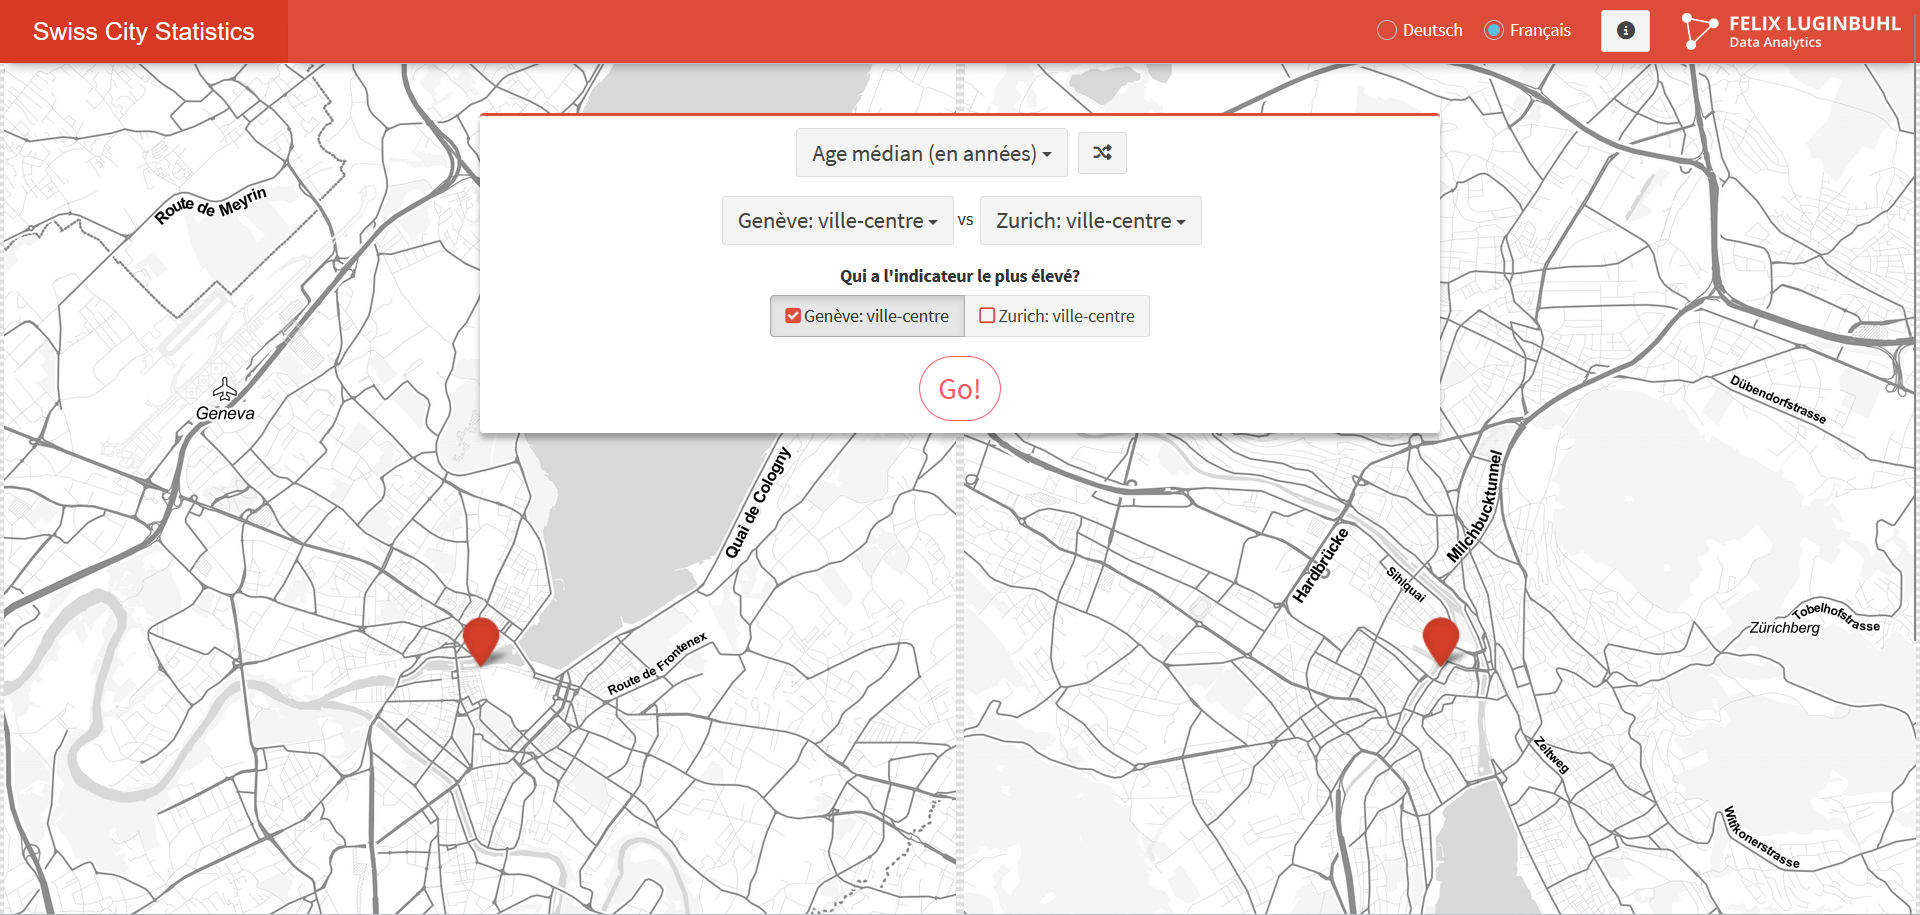 Swiss City Statistics
Deutsch
Français
FELIX LUGINBUHL
Data Analytics
Age médian (en années)
Genève: ville-centre
vs
Zurich: ville-centre
Qui a l'indicateur le plus élevé?
Genève: ville-centre
Zurich: ville-centre
Go!
Route de Meyrin
Geneva
Quai de Cologny
Route de Frontenex
Dübendorfstrasse
Milchbucktunnel
Hardbrücke
Sihlquai
Tobelhofstrasse
Zürichberg
Zeltweg
Witikonerstrasse